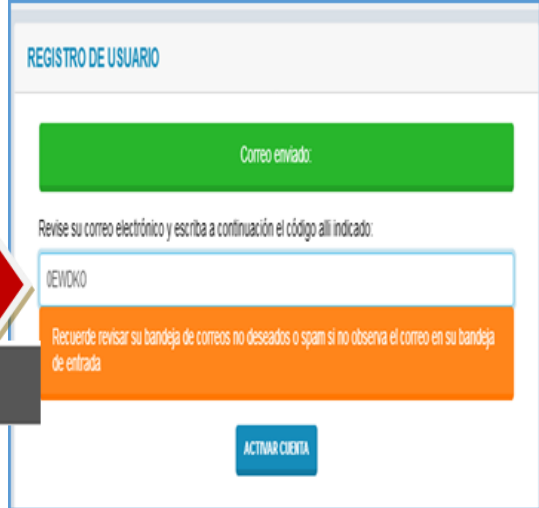 REGISTRO DE USUARIO
Correo enviado:
Revise su correo electrónico y escriba a continuación el código alli indicado:
0EWDKO
Recuerde revisar su bandeja de correos no deseados o spam si no observa el correo en su bandeja
de entrada
ACTIVAR CUENTA